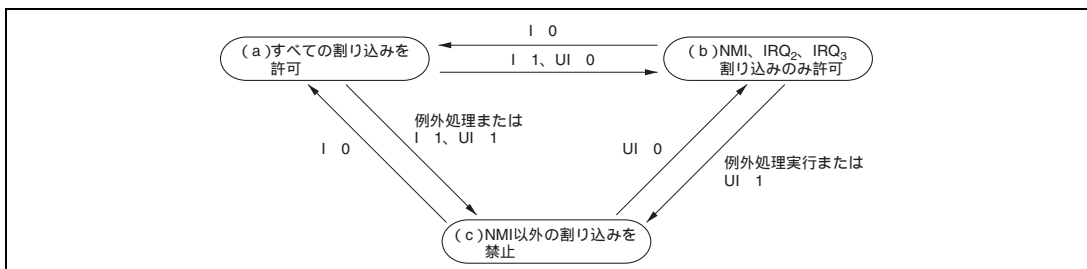 I 0
(a)すべての割り込みを
許可
I 1、UI 0
(b)NMI、IRQ2、IRQ3
割り込みのみ許可
例外処理または
I 1、UI 1
I 0
UI 0
例外処理実行または
UI 1
(c)NMI以外の割り込みを
禁止